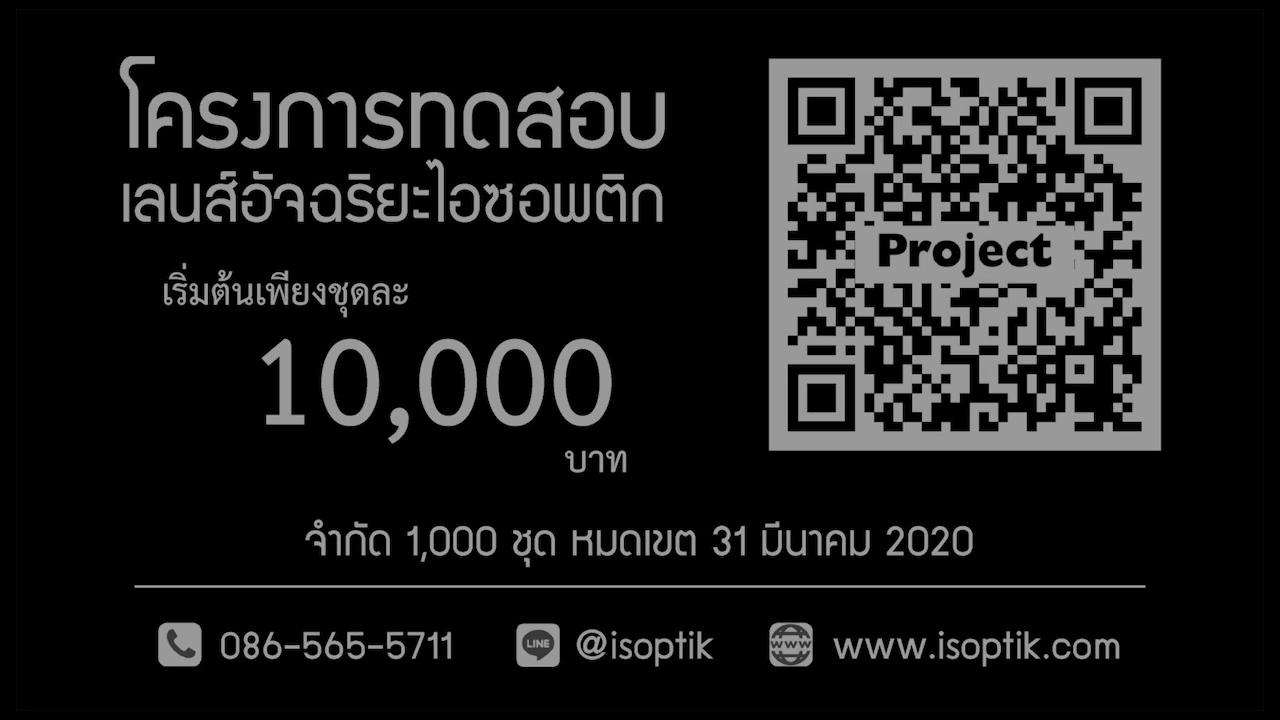 โครงการทดสอบ
เลนส์อัจฉริยะไอซอพติก
เริ่มต้นเพียงชุดละ
10,000
บาท
Project
จำกัด 1,000 ชุด หมดเขต 31 มีนาคม 2020
086-565-5711
LINE @isoptik
www www.isoptik.com